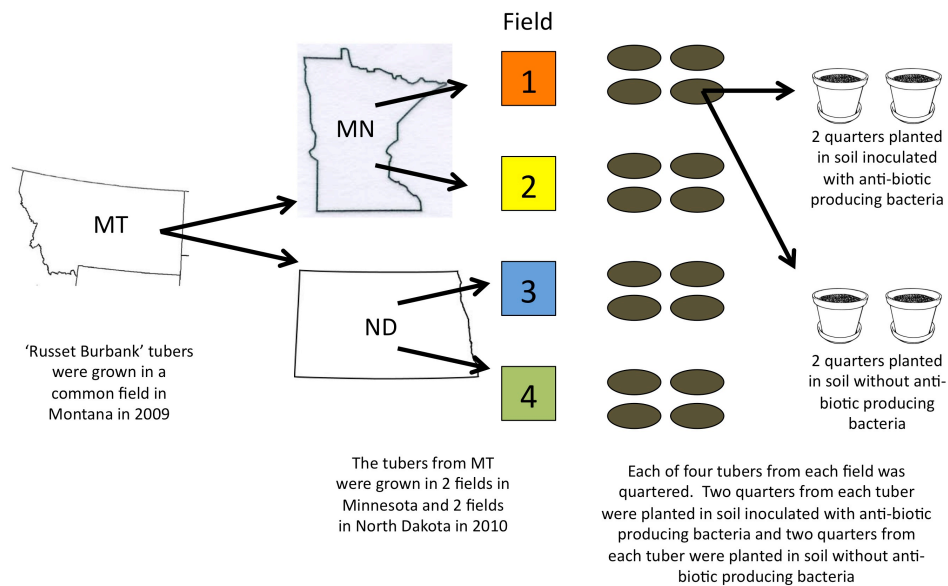 Field
1
MN
2
MT
3
ND
4
2 quarters planted
in soil inoculated
with anti-biotic
producing bacteria
2 quarters planted
in soil without anti-
biotic producing
bacteria
‘Russet Burbank’ tubers
were grown in a
common field in
Montana in 2009
The tubers from MT
were grown in 2 fields in
Minnesota and 2 fields
in North Dakota in 2010
Each of four tubers from each field was
quartered.  Two quarters from each tuber
were planted in soil inoculated with anti-biotic
producing bacteria and two quarters from
each tuber were planted in soil without anti-
biotic producing bacteria